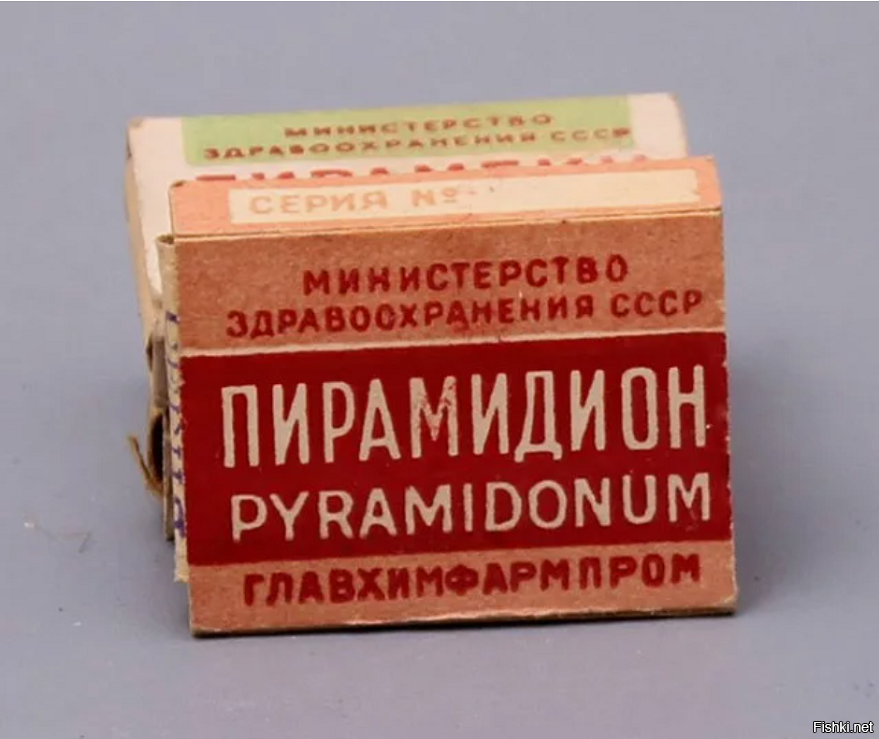 МИНИСТЕРСТВО
ЗДРАВООХРАНЕНИЯ СССР
СЕРИЯ №
МИНИСТЕРСТВО
ЗДРАВООХРАНЕНИЯ СССР
ПИРАМИДИОН
PYRAMIDONUM
ГЛАВХИМФАРМПРОМ
Fishki.net